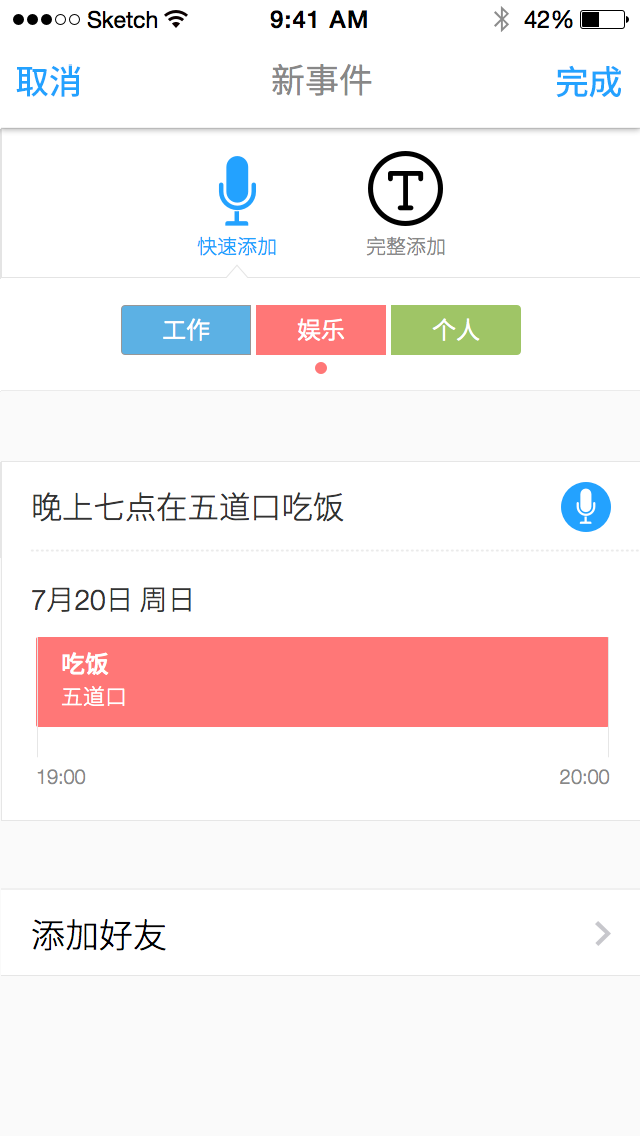 Sketch 9:41 AM 42%
取消 新事件 完成
T
快速添加 完整添加
工作 娱乐 个人
晚上七点在五道口吃饭
7月20日 周日
吃饭
五道口
19:00 20:00
添加好友